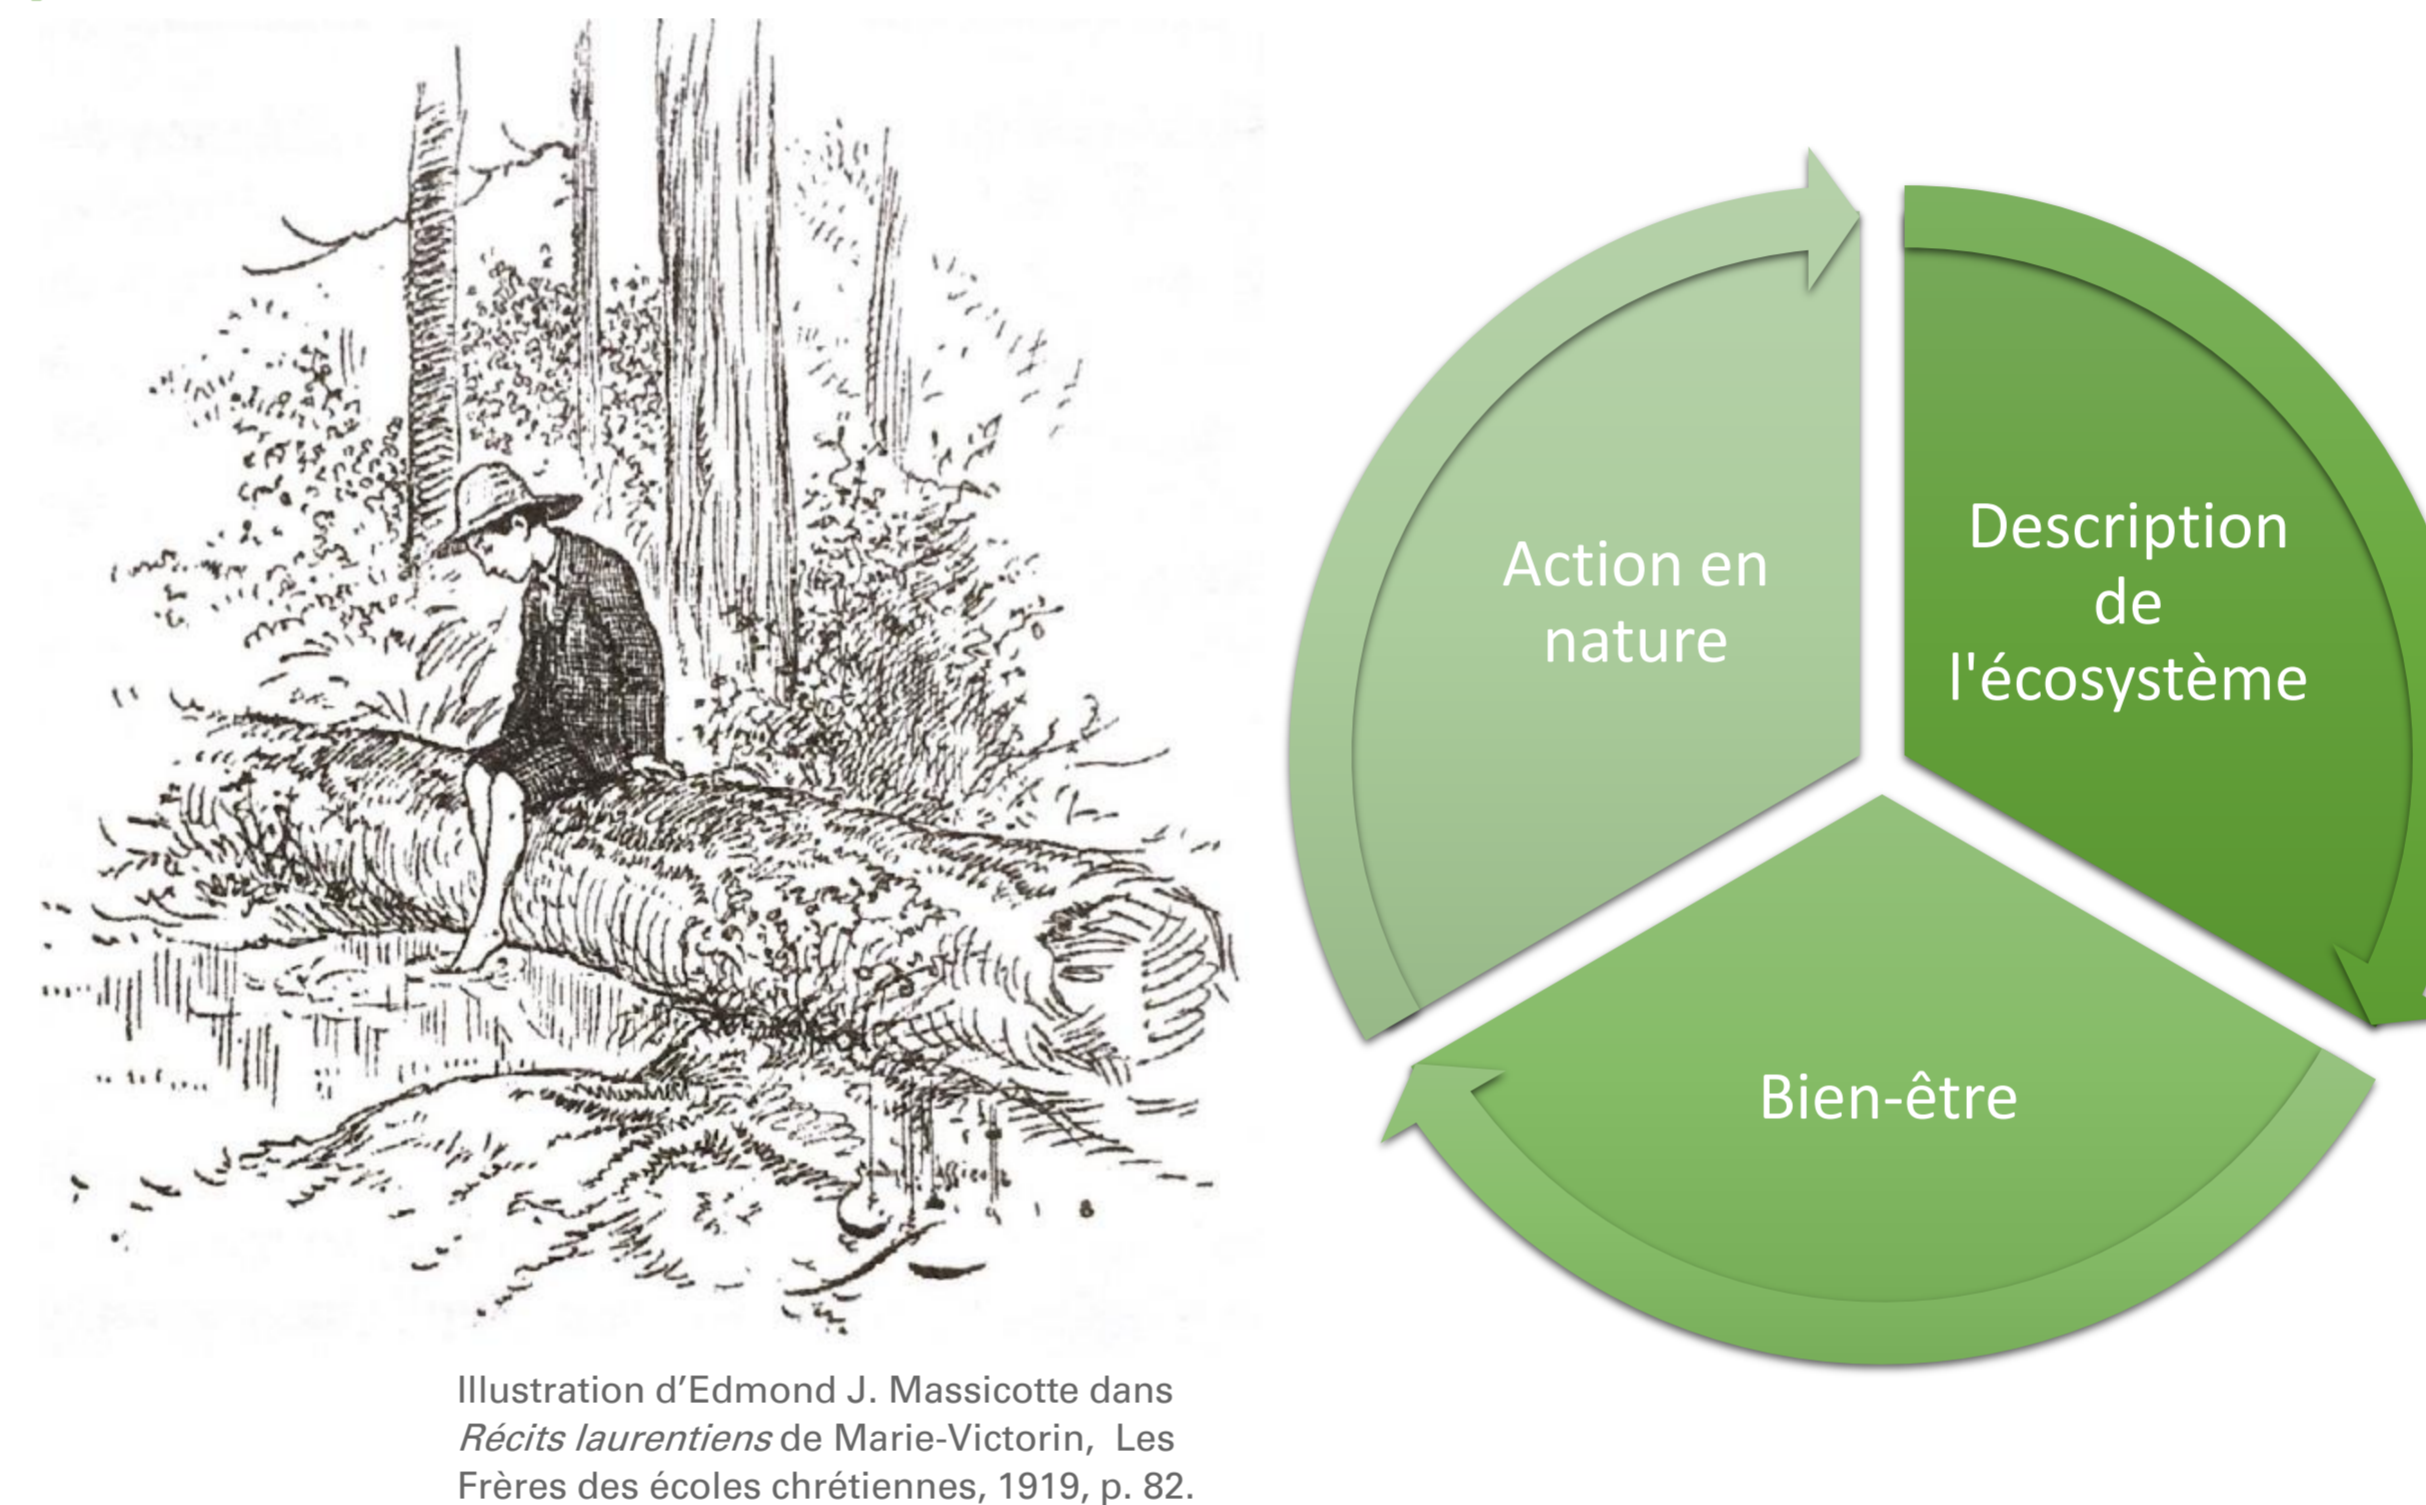 Action en
nature
Description
de
l'écosystème
Bien-être
Illustration d'Edmond J. Massicotte dans
Récits laurentiens de Marie-Victorin, Les
Frères des écoles chrétiennes, 1919, p. 82.